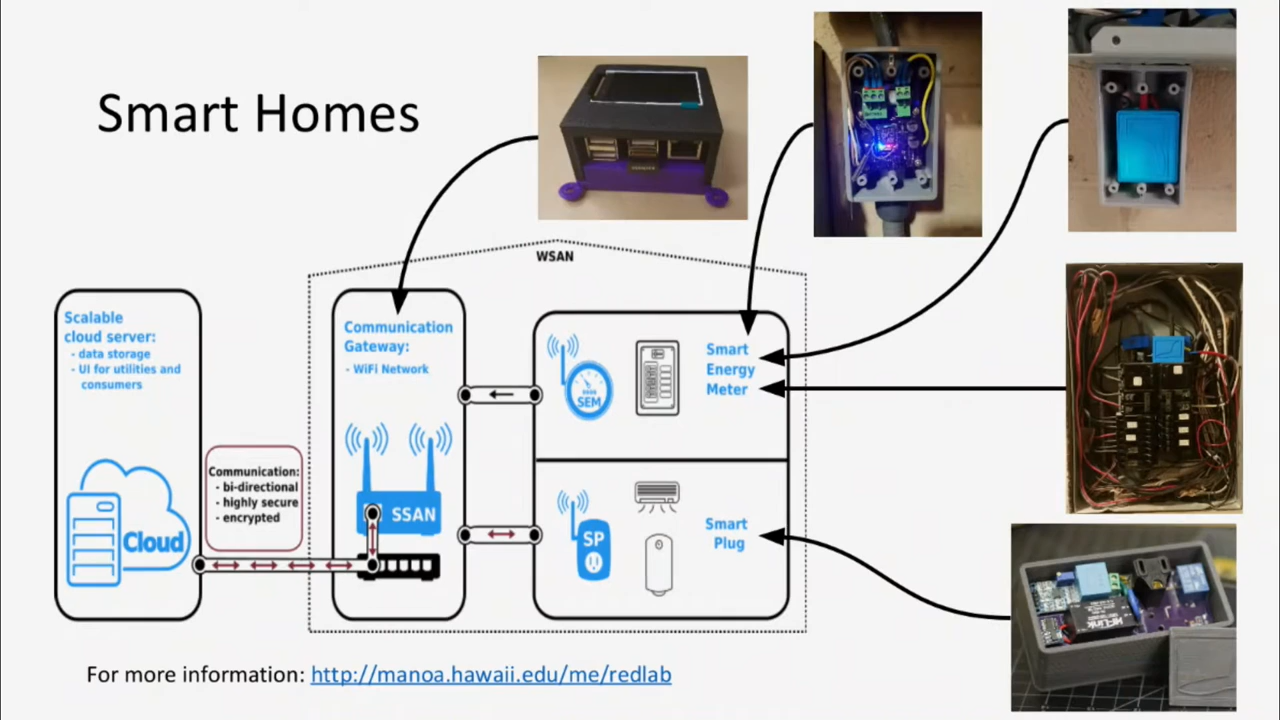 Smart Homes
WSAN
Scalable
cloud server:
- data storage
- UI for utilities and
consumers
Cloud
Communication:
- bi-directional
- highly secure
- encrypted
Communication
Gateway:
- WiFi Network
SSAN
SEM
Smart
Energy
Meter
SP
Smart
Plug
HI-Link
For more information: http://manoa.hawaii.edu/me/redlab